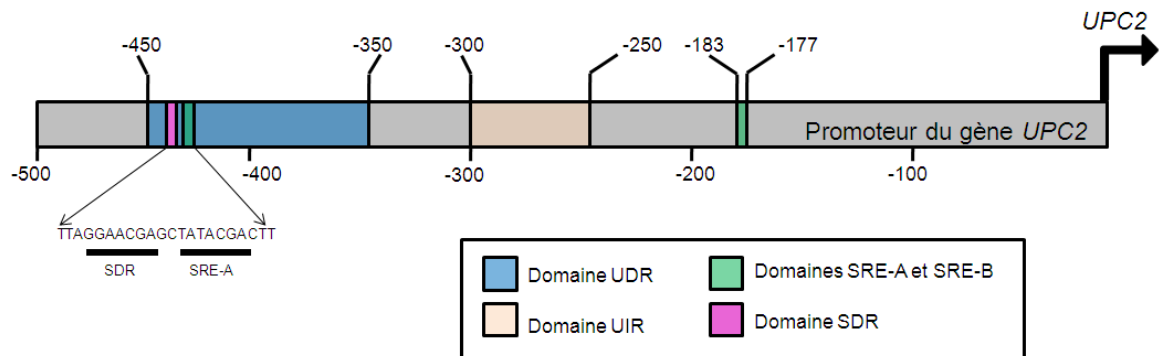 UPC2
-450
-350
-300
-250
-183
-177
Promoteur du gène UPC2
-500
-400
-300
-200
-100
TTAGGAACGAGCTATACGACTT
SDR
SRE-A
Domaine UDR
Domaines SRE-A et SRE-B
Domaine UIR
Domaine SDR